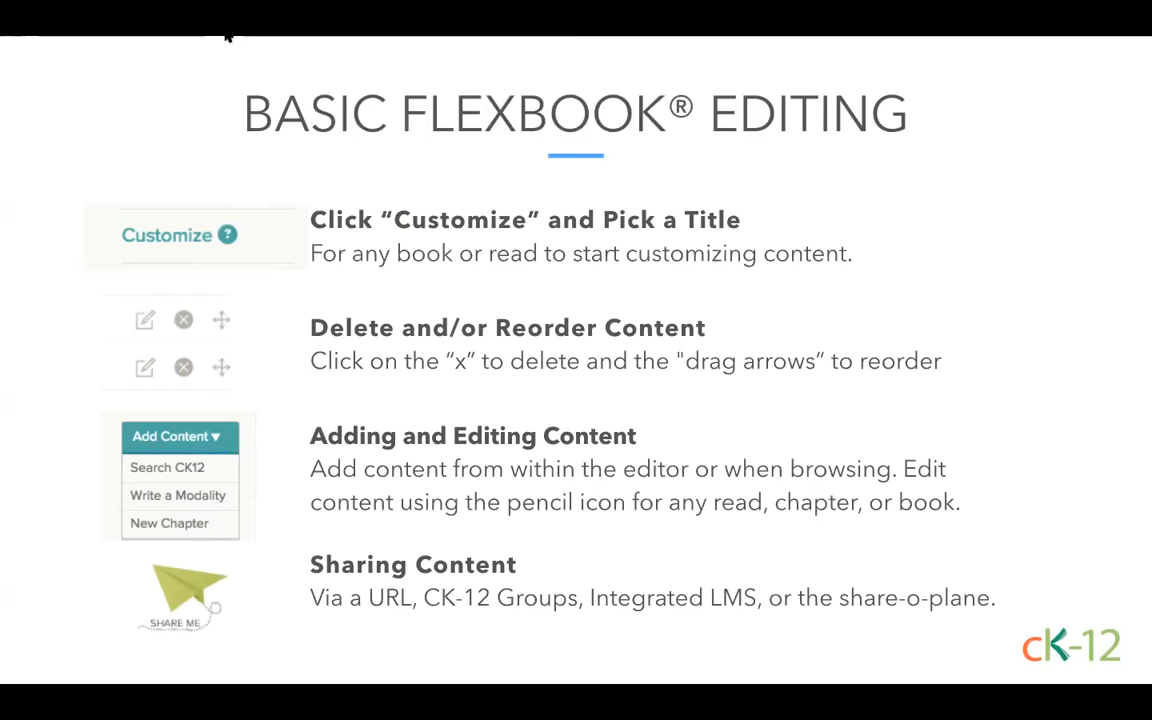 BASIC FLEXBOOK® EDITING
Customize ?
Click “Customize” and Pick a Title
For any book or read to start customizing content.
Delete and/or Reorder Content
Click on the “x” to delete and the "drag arrows“ to reorder
Add Content ▼
Search CK12
Write a Modality
New Chapter
Adding and Editing Content
Add content from within the editor or when browsing. Edit
content using the pencil icon for any read, chapter, or book.
SHARE ME
Sharing Content
Via a URL, CK-12 Groups, Integrated LMS, or the share-o-plane.
cK-12